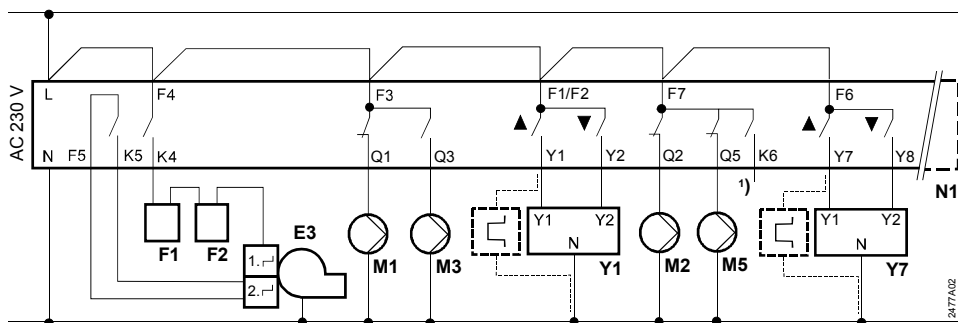 AC 230 V
L F4 F3 F1/F2 F7 F6
▲ ▼ ▲ ▼
N F5 K5 K4 Q1 Q3 Y1 Y2 Q2 Q5 K6 Y7 Y8
¹)
N1
Y1 Y2 Y1 Y2
N N
F1 F2 E3 M1 M3 Y1 M2 M5 Y7
1.
2.
2477A02